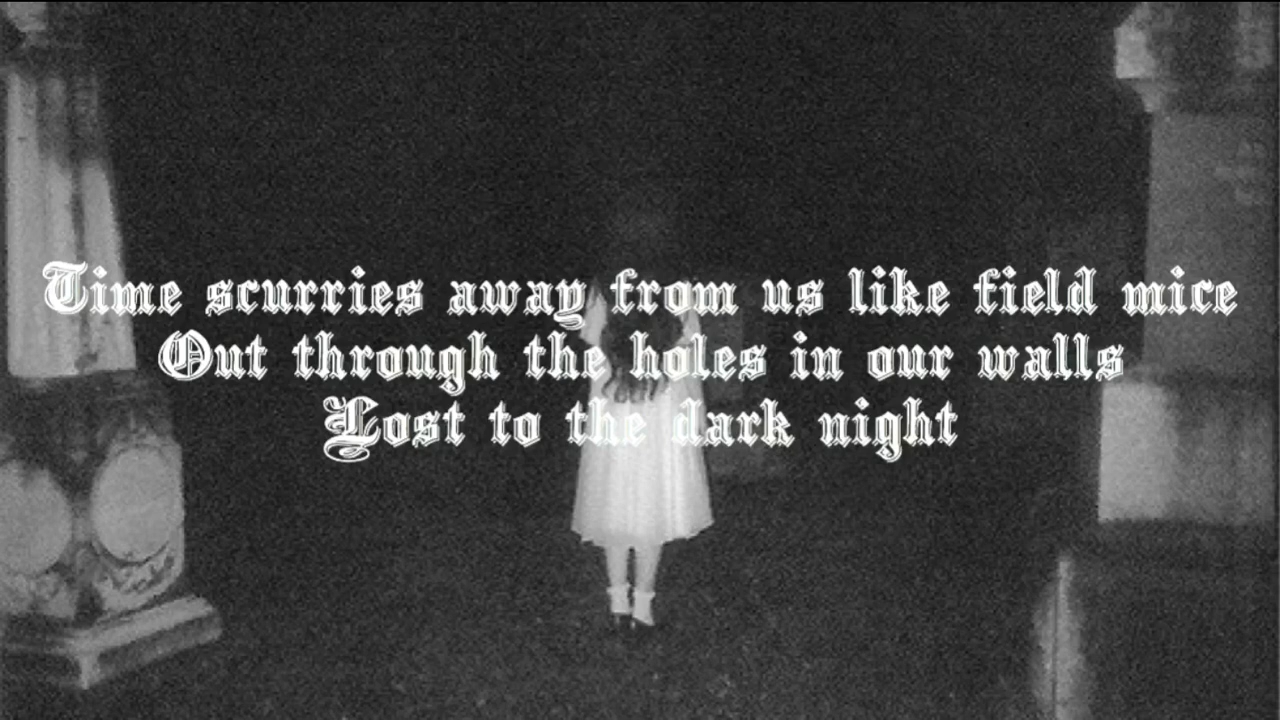 Time scurries away from us like field mice
Out through the holes in our walls
Lost to the dark night